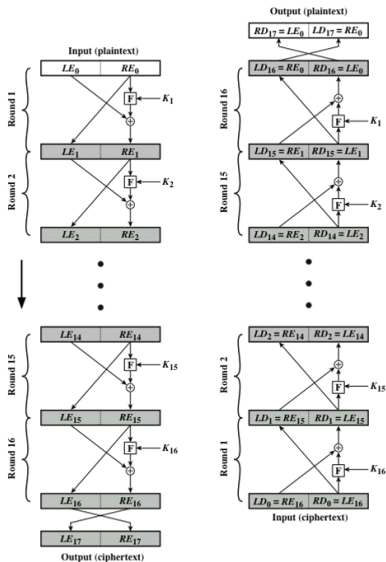 Input (plaintext)
LE0 RE0
Round 1
F
K1
LE1 RE1
Round 2
F
K2
LE2 RE2
LE14 RE14
Round 15
F
K15
LE15 RE15
Round 16
F
K16
LE16 RE16
LE17 RE17
Output (ciphertext)
Output (plaintext)
RD17 = LE0 LD17 = RE0
LD16 = RE0 RD16 = LE0
Round 16
F
K1
LD15 = RE1 RD15 = LE1
Round 15
F
K2
LD14 = RE2 RD14 = LE2
LD2 = RE14 RD2 = LE14
Round 2
F
K15
LD1 = RE15 RD1 = LE15
Round 1
F
K16
LD0 = RE16 RD0 = LE16
Input (ciphertext)